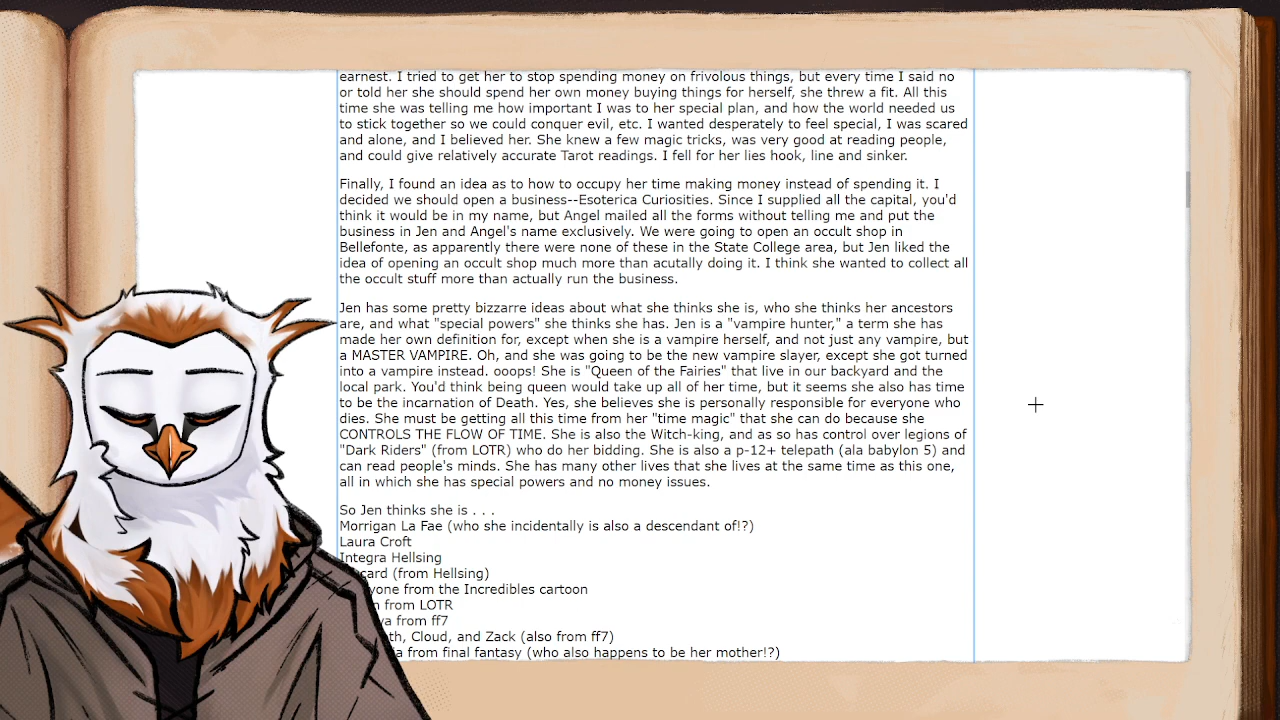 earnest. I tried to get her to stop spending money on frivolous things, but every time I said no
or told her she should spend her own money buying things for herself, she threw a fit. All this
time she was telling me how important I was to her special plan, and how the world needed us
to stick together so we could conquer evil, etc. I wanted desperately to feel special, I was scared
and alone, and I believed her. She knew a few magic tricks, was very good at reading people,
and could give relatively accurate Tarot readings. I fell for her lies hook, line and sinker.
Finally, I found an idea as to how to occupy her time making money instead of spending it. I
decided we should open a business--Esoterica Curiosities. Since I supplied all the capital, you'd
think it would be in my name, but Angel mailed all the forms without telling me and put the
business in Jen and Angel's name exclusively. We were going to open an occult shop in
Bellefonte, as apparently there were none of these in the State College area, but Jen liked the
idea of opening an occult shop much more than acutally doing it. I think she wanted to collect all
the occult stuff more than actually run the business.
Jen has some pretty bizzarre ideas about what she thinks she is, who she thinks her ancestors
are, and what "special powers" she thinks she has. Jen is a "vampire hunter," a term she has
made her own definition for, except when she is a vampire herself, and not just any vampire, but
a MASTER VAMPIRE. Oh, and she was going to be the new vampire slayer, except she got turned
into a vampire instead. ooops! She is "Queen of the Fairies" that live in our backyard and the
local park. You'd think being queen would take up all of her time, but it seems she also has time
to be the incarnation of Death. Yes, she believes she is personally responsible for everyone who
dies. She must be getting all this time from her "time magic" that she can do because she
CONTROLS THE FLOW OF TIME. She is also the Witch-king, and as so has control over legions of
"Dark Riders" (from LOTR) who do her bidding. She is also a p-12+ telepath (ala babylon 5) and
can read people's minds. She has many other lives that she lives at the same time as this one,
all in which she has special powers and no money issues.
So Jen thinks she is . . .
Morrigan La Fae (who she incidentally is also a descendant of!?)
Laura Croft
Integra Hellsing
(from Hellsing)
from the Incredibles cartoon
from LOTR
from ff7
Cloud, and Zack (also from ff7)
from final fantasy (who also happens to be her mother!?)